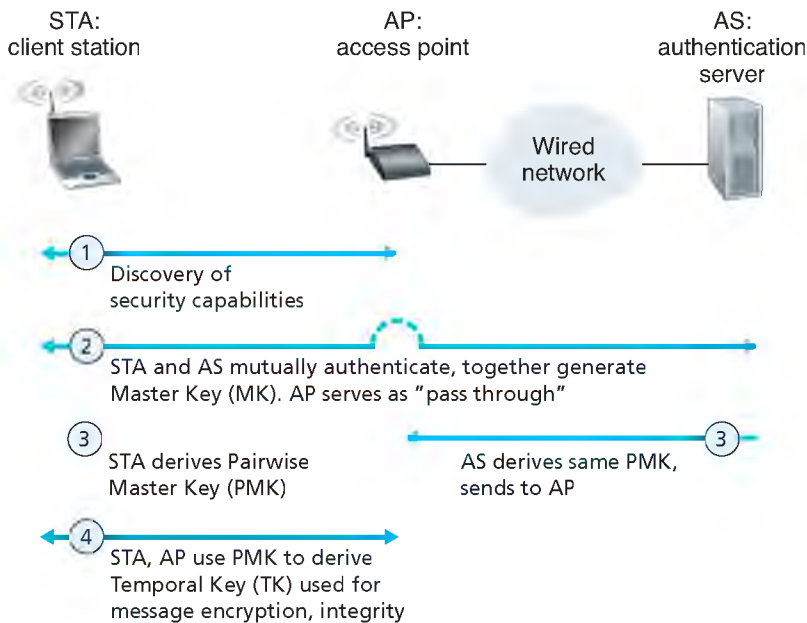 STA:
client station
AP:
access point
AS:
authentication
server
Wired
network
1
Discovery of
security capabilities
2
STA and AS mutually authenticate, together generate
Master Key (MK). AP serves as "pass through"
3
STA derives Pairwise
Master Key (PMK)
3
AS derives same PMK,
sends to AP
4
STA, AP use PMK to derive
Temporal Key (TK) used for
message encryption, integrity